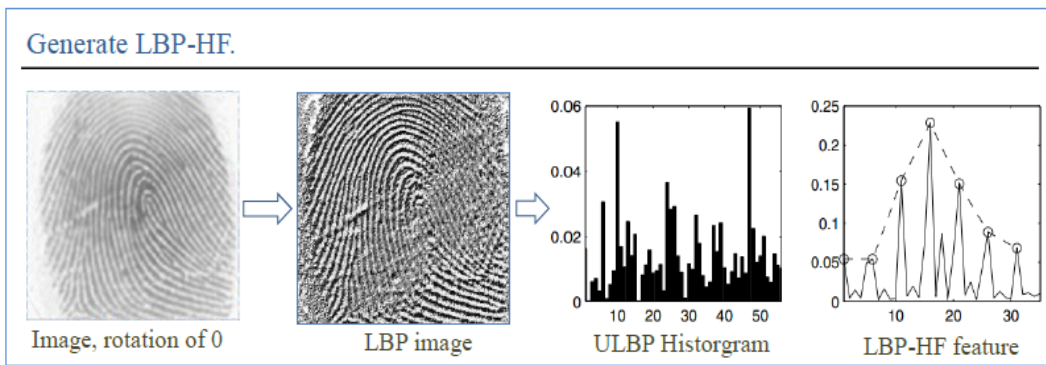 Generate LBP-HF.
0.06
0.04
0.02
0
10 20 30 40 50
0.25
0.2
0.15
0.1
0.05
0
10 20 30
Image, rotation of 0
LBP image
ULBP Historgram
LBP-HF feature